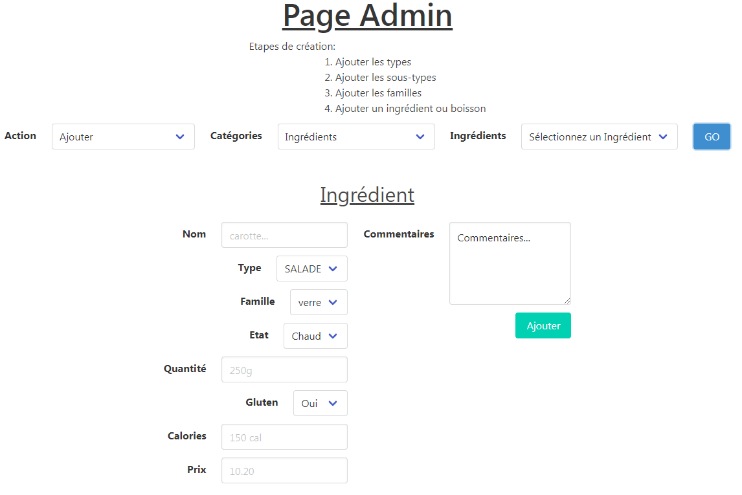 Page Admin
Etapes de création:
1. Ajouter les types
2. Ajouter les sous-types
3. Ajouter les familles
4. Ajouter un ingrédient ou boisson
Action Ajouter Catégories Ingrédients Ingrédients Sélectionnez un Ingrédient GO
Ingrédient
Nom carotte... Commentaires Commentaires...
Type SALADE
Famille verre
Etat Chaud Ajouter
Quantité 250g
Gluten Oui
Calories 150 cal
Prix 10.20